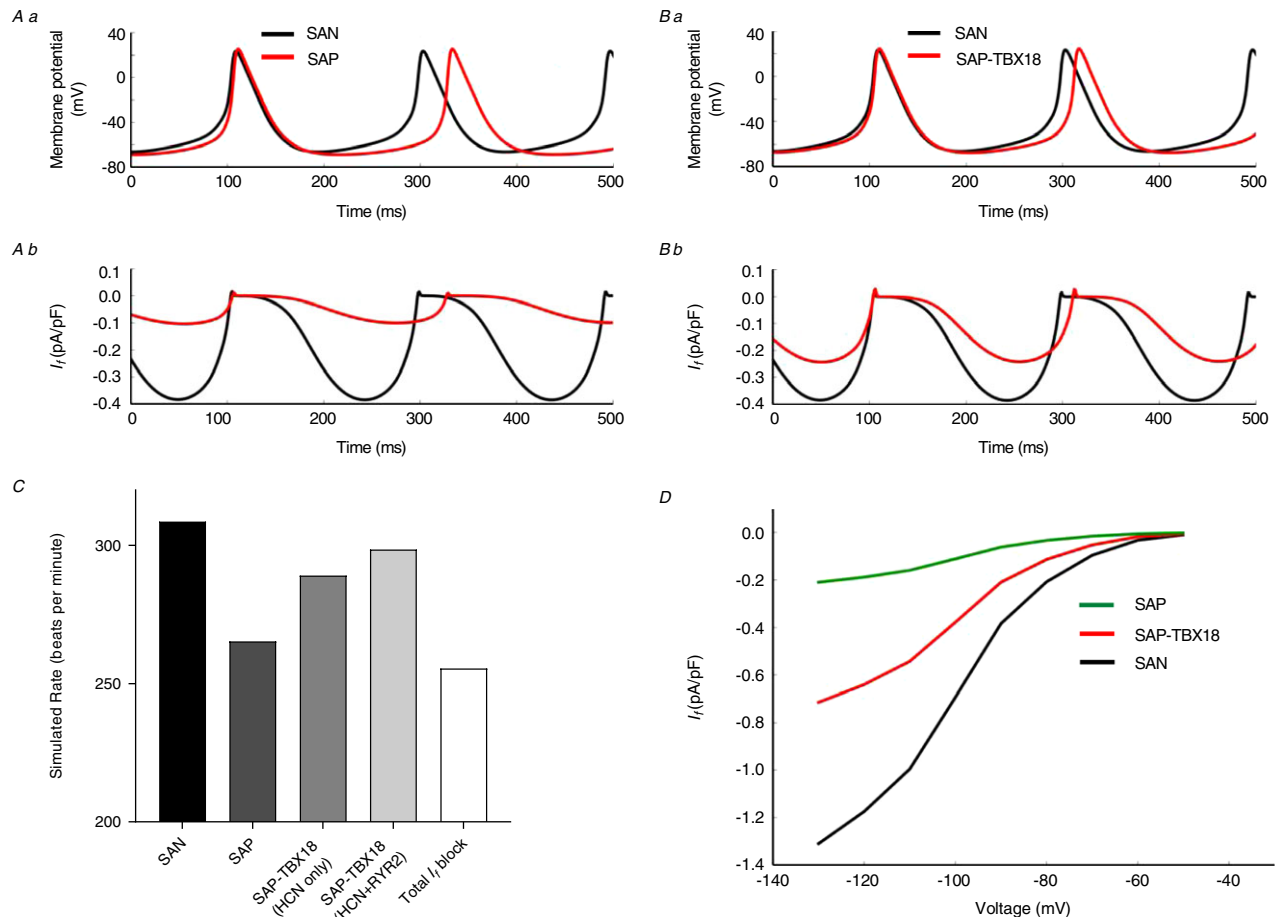 A a
B a
40
0
-40
-80
Membrane potential
(mV)
SAN
SAP
0 100 200 300 400 500
Time (ms)
40
0
-40
-80
Membrane potential
(mV)
SAN
SAP-TBX18
0 100 200 300 400 500
Time (ms)
A b
B b
0.1
0.0
-0.1
-0.2
-0.3
-0.4
If (pA/pF)
0 100 200 300 400 500
Time (ms)
0.1
0.0
-0.1
-0.2
-0.3
-0.4
If (pA/pF)
0 100 200 300 400 500
Time (ms)
C
Simulated Rate (beats per minute)
300
250
200
SAN
SAP
SAP-TBX18
(HCN only)
SAP-TBX18
(HCN+RYR2)
Total If block
D
0.0
-0.2
-0.4
-0.6
-0.8
-1.0
-1.2
-1.4
If (pA/pF)
SAP
SAP-TBX18
SAN
-140 -120 -100 -80 -60 -40
Voltage (mV)